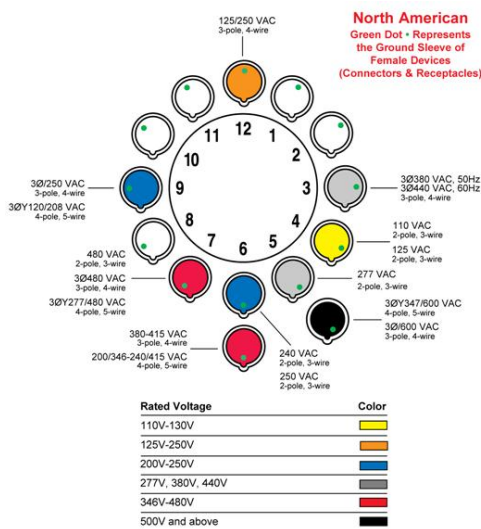 North American
Green Dot • Represents
the Ground Sleeve of
Female Devices
(Connectors & Receptacles)
125/250 VAC
3-pole, 4-wire
12
1
2
3
4
5
6
7
8
9
10
11
3Ø380 VAC, 50Hz
3Ø440 VAC, 60Hz
3-pole, 4-wire
110 VAC
2-pole, 3-wire
125 VAC
2-pole, 3-wire
277 VAC
2-pole, 3-wire
3ØY347/600 VAC
4-pole, 5-wire
3Ø/600 VAC
3-pole, 4-wire
240 VAC
2-pole, 3-wire
250 VAC
2-pole, 3-wire
380-415 VAC
3-pole, 4-wire
200/346-240/415 VAC
4-pole, 5-wire
480 VAC
2-pole, 3-wire
3Ø480 VAC
3-pole, 4-wire
3ØY277/480 VAC
4-pole, 5-wire
3Ø/250 VAC
3-pole, 4-wire
3ØY120/208 VAC
4-pole, 5-wire
Rated Voltage Color
110V-130V
125V-250V
200V-250V
277V, 380V, 440V
346V-480V
500V and above